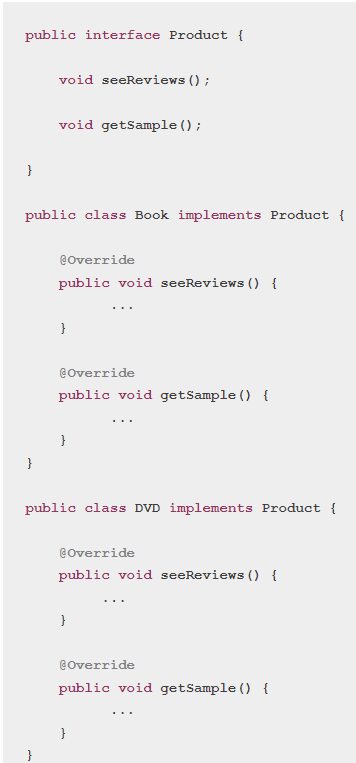 public interface Product {
void seeReviews();
void getSample();
}
public class Book implements Product {
@Override
public void seeReviews() {
...
}
@Override
public void getSample() {
...
}
}
public class DVD implements Product {
@Override
public void seeReviews() {
...
}
@Override
public void getSample() {
...
}
}